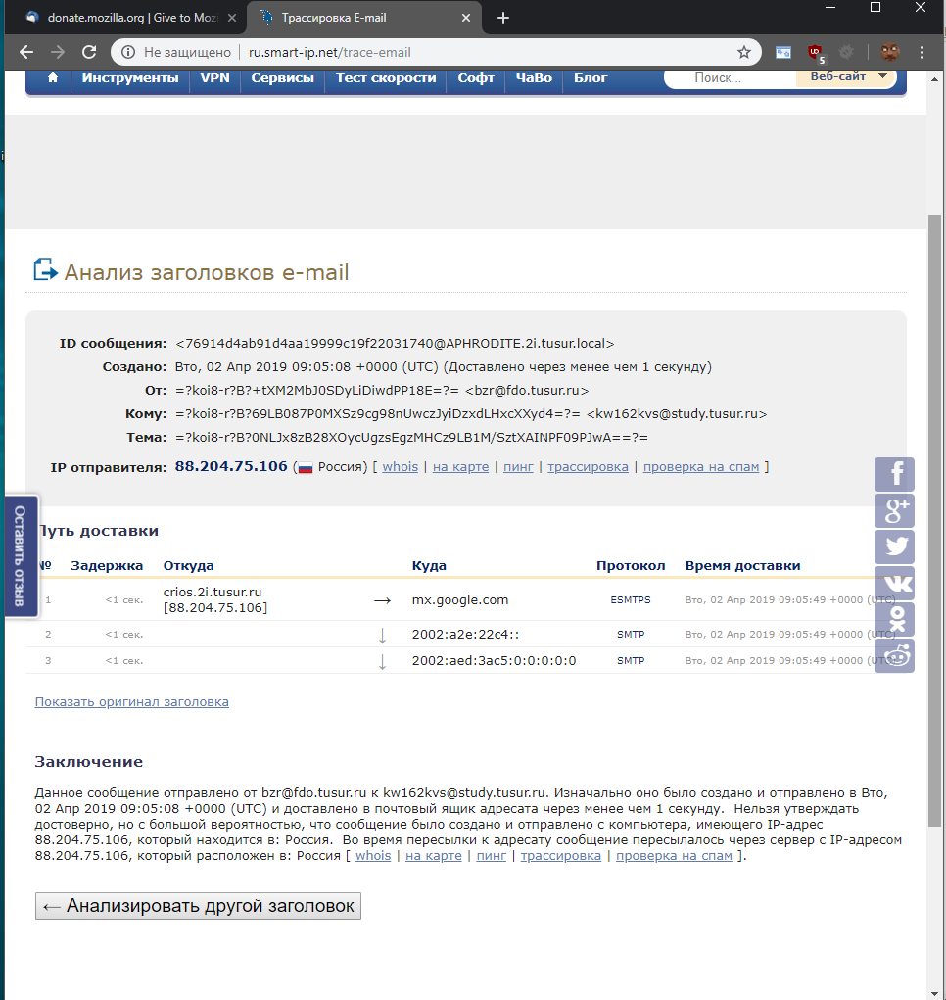 donate.mozilla.org | Give to Mozi
Трассировка E-mail
Не защищено
ru.smart-ip.net/trace-email
5
Инструменты VPN Сервисы Тест скорости Софт ЧаВо Блог Поиск... Веб-сайт
Анализ заголовков e-mail
ID сообщения: <76914d4ab91d4aa19999c19f22031740@APHRODITE.2i.tusur.local>
Создано: Вто, 02 Апр 2019 09:05:08 +0000 (UTC) (Доставлено через менее чем 1 секунду)
От: =?koi8-r?B?+tXM2MbJ0SDyLiDiwdPP18E=?= <bzr@fdo.tusur.ru>
Кому: =?koi8-r?B?69LB087P0MXSz9cg98nUwczJyiDzxdLHxcXXyd4=?= <kw162kvs@study.tusur.ru>
Тема: =?koi8-r?B?0NLJx8zB28XOycUgzsEgzMHCz9LB1M/SztXAINPF09PJwA==?=
IP отправителя: 88.204.75.106 (Россия) [ whois | на карте | пинг | трассировка | проверка на спам ]
Оставить отзыв
Путь доставки
№ Задержка Откуда Куда Протокол Время доставки
1 <1 сек. crios.2i.tusur.ru → mx.google.com ESMTPS Вто, 02 Апр 2019 09:05:49 +0000 (UTC)
[88.204.75.106]
2 <1 сек. ↓ 2002:a2e:22c4:: SMTP Вто, 02 Апр 2019 09:05:49 +0000 (UTC)
3 <1 сек. ↓ 2002:aed:3ac5:0:0:0:0:0 SMTP Вто, 02 Апр 2019 09:05:49 +0000 (UTC)
Показать оригинал заголовка
Заключение
Данное сообщение отправлено от bzr@fdo.tusur.ru к kw162kvs@study.tusur.ru. Изначально оно было создано и отправлено в Вто,
02 Апр 2019 09:05:08 +0000 (UTC) и доставлено в почтовый ящик адресата через менее чем 1 секунду. Нельзя утверждать
достоверно, но с большой вероятностью, что сообщение было создано и отправлено с компьютера, имеющего IP-адрес
88.204.75.106, который находится в: Россия. Во время пересылки к адресату сообщение пересылалось через сервер с IP-адресом
88.204.75.106, который расположен в: Россия [ whois | на карте | пинг | трассировка | проверка на спам ].
← Анализировать другой заголовок